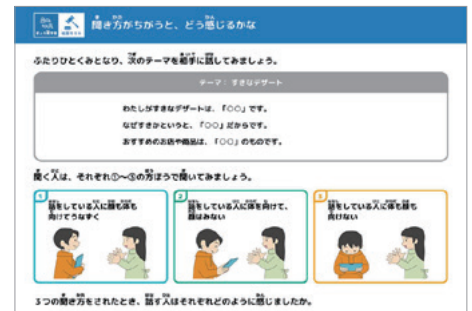 聞き方がちがうと、どう感じるかな
ふたりひとくみとなり、次のテーマを相手に話してみましょう。
テーマ：すきなデザート
わたしがすきなデザートは、「○○」です。
なぜすきかというと、「○○」だからです。
おすすめのお店や商品は、「○○」のものです。
聞く人は、それぞれ①～③の方ほうで聞いてみましょう。
1
話をしている人に顔も体も
向けてうなずく
2
話をしている人に体を向けて、
顔はみない
3
話をしている人に体も顔も
向けない
3つの聞き方をされたとき、話す人はそれぞれどのように感じましたか。